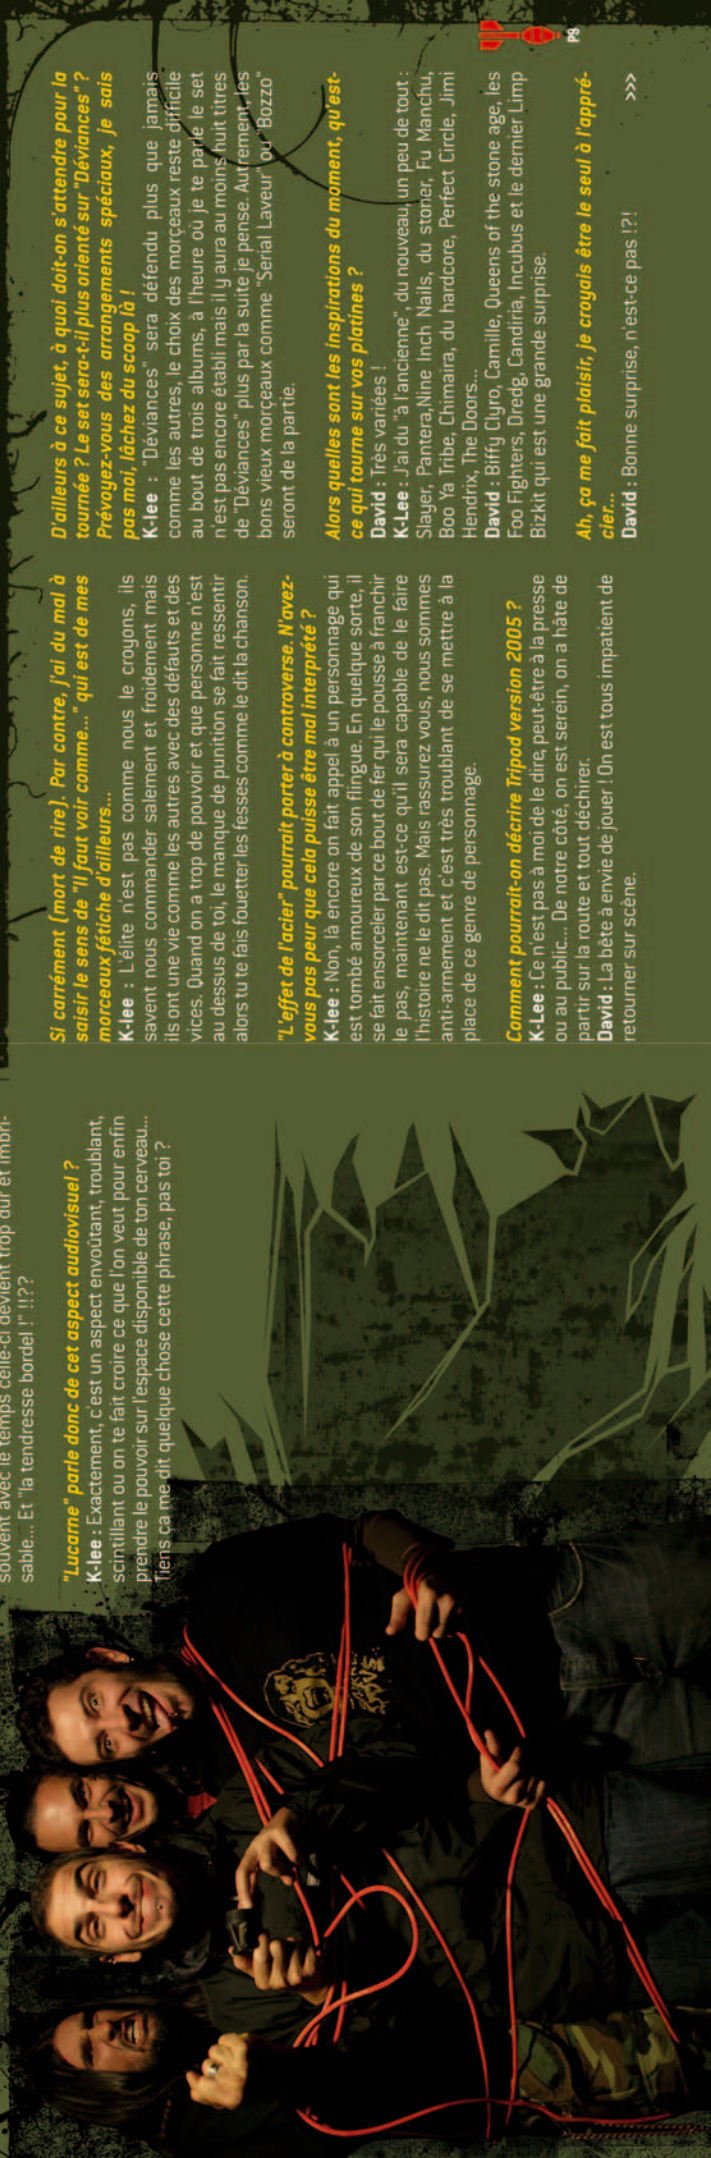 souvent avec le temps celle-ci devient trop dur et imbri-
sable... Et "la tendresse bordel !" !!??
"Lucarne" parle donc de cet aspect audiovisuel ?
K-lee : Exactement, c'est un aspect envoûtant, troublant,
scintillant ou on te fait croire ce que l'on veut pour enfin
prendre le pouvoir sur l'espace disponible de ton cerveau...
Tiens ça me dit quelque chose cette phrase, pas toi ?
Si carrément (mort de rire). Par contre, j'ai du mal à
saisir le sens de "Il faut voir comme..." qui est de mes
morceaux fétiche d'ailleurs...
K-lee : L'élite n'est pas comme nous le croyons, ils
savent nous commander salement et froidement mais
ils ont une vie comme les autres avec des défauts et des
vices. Quand on a trop de pouvoir et que personne n'est
au dessus de toi, le manque de punition se fait ressentir
alors tu te fais fouetter les fesses comme le dit la chanson.
"L'effet de l'acier" pourrait porter à controverse. N'avez-
vous pas peur que cela puisse être mal interprété ?
K-lee : Non, là encore on fait appel à un personnage qui
est tombé amoureux de son flingue. En quelque sorte, il
se fait ensorceler par ce bout de fer qui le pousse à franchir
le pas, maintenant est-ce qu'il sera capable de le faire
l'histoire ne le dit pas. Mais rassurez vous, nous sommes
anti-armement et c'est très troublant de se mettre à la
place de ce genre de personnage.
Comment pourrait-on décrire Tripod version 2005 ?
K-Lee : Ce n'est pas à moi de le dire, peut-être à la presse
ou au public... De notre côté, on est serein, on a hâte de
partir sur la route et tout déchirer.
David : La bête à envie de jouer ! On est tous impatient de
retourner sur scène.
D'ailleurs à ce sujet, à quoi doit-on s'attendre pour la
tournée ? Le set sera-t-il plus orienté sur "Déviances" ?
Prévoyez-vous des arrangements spéciaux, je sais
pas moi, lâchez du scoop là !
K-lee : "Déviances" sera défendu plus que jamais
comme les autres, le choix des morçeaux reste difficile
au bout de trois albums, à l'heure où je te parle le set
n'est pas encore établi mais il y aura au moins huit titres
de "Déviances" plus par la suite je pense. Autrement, les
bons vieux morçeaux comme "Serial Laveur" ou "Bozzo"
seront de la partie.
Alors quelles sont les inspirations du moment, qu'est-
ce qui tourne sur vos platines ?
David : Très variées !
K-Lee : J'ai du "à l'ancienne", du nouveau, un peu de tout :
Slayer, Pantera,Nine Inch Nails, du stoner, Fu Manchu,
Boo Ya Tribe, Chimaira, du hardcore, Perfect Circle, Jimi
Hendrix, The Doors...
David : Biffy Clyro, Camille, Queens of the stone age, les
Foo Fighters, Dredg, Candiria, Incubus et le dernier Limp
Bizkit qui est une grande surprise.
Ah, ça me fait plaisir, je croyais être le seul à l'appré-
cier...
David : Bonne surprise, n'est-ce pas !?!
>>>
P9